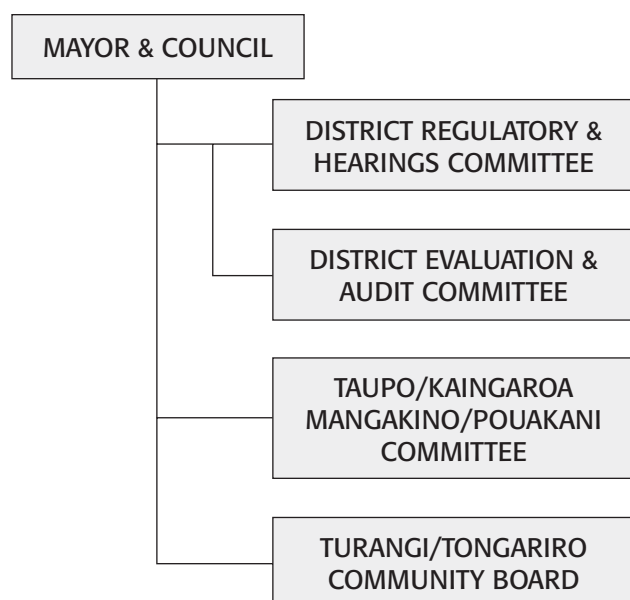 MAYOR & COUNCIL
DISTRICT REGULATORY &
HEARINGS COMMITTEE
DISTRICT EVALUATION &
AUDIT COMMITTEE
TAUPO/KAINGAROA
MANGAKINO/POUAKANI
COMMITTEE
TURANGI/TONGARIRO
COMMUNITY BOARD